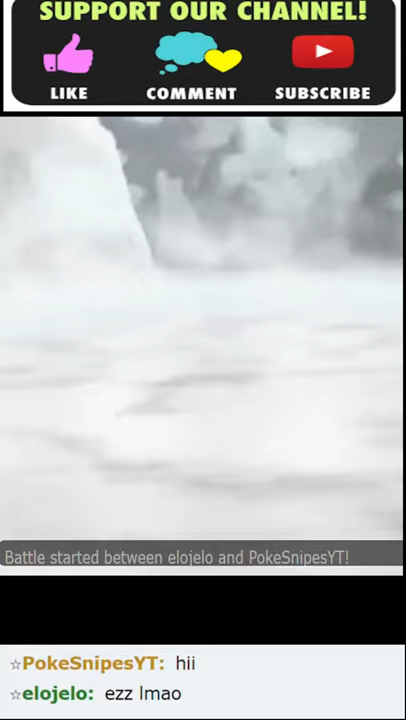 SUPPORT OUR CHANNEL!
LIKE COMMENT SUBSCRIBE
Battle started between elojelo and PokeSnipesYT!
☆PokeSnipesYT: hii
☆elojelo: ezz lmao